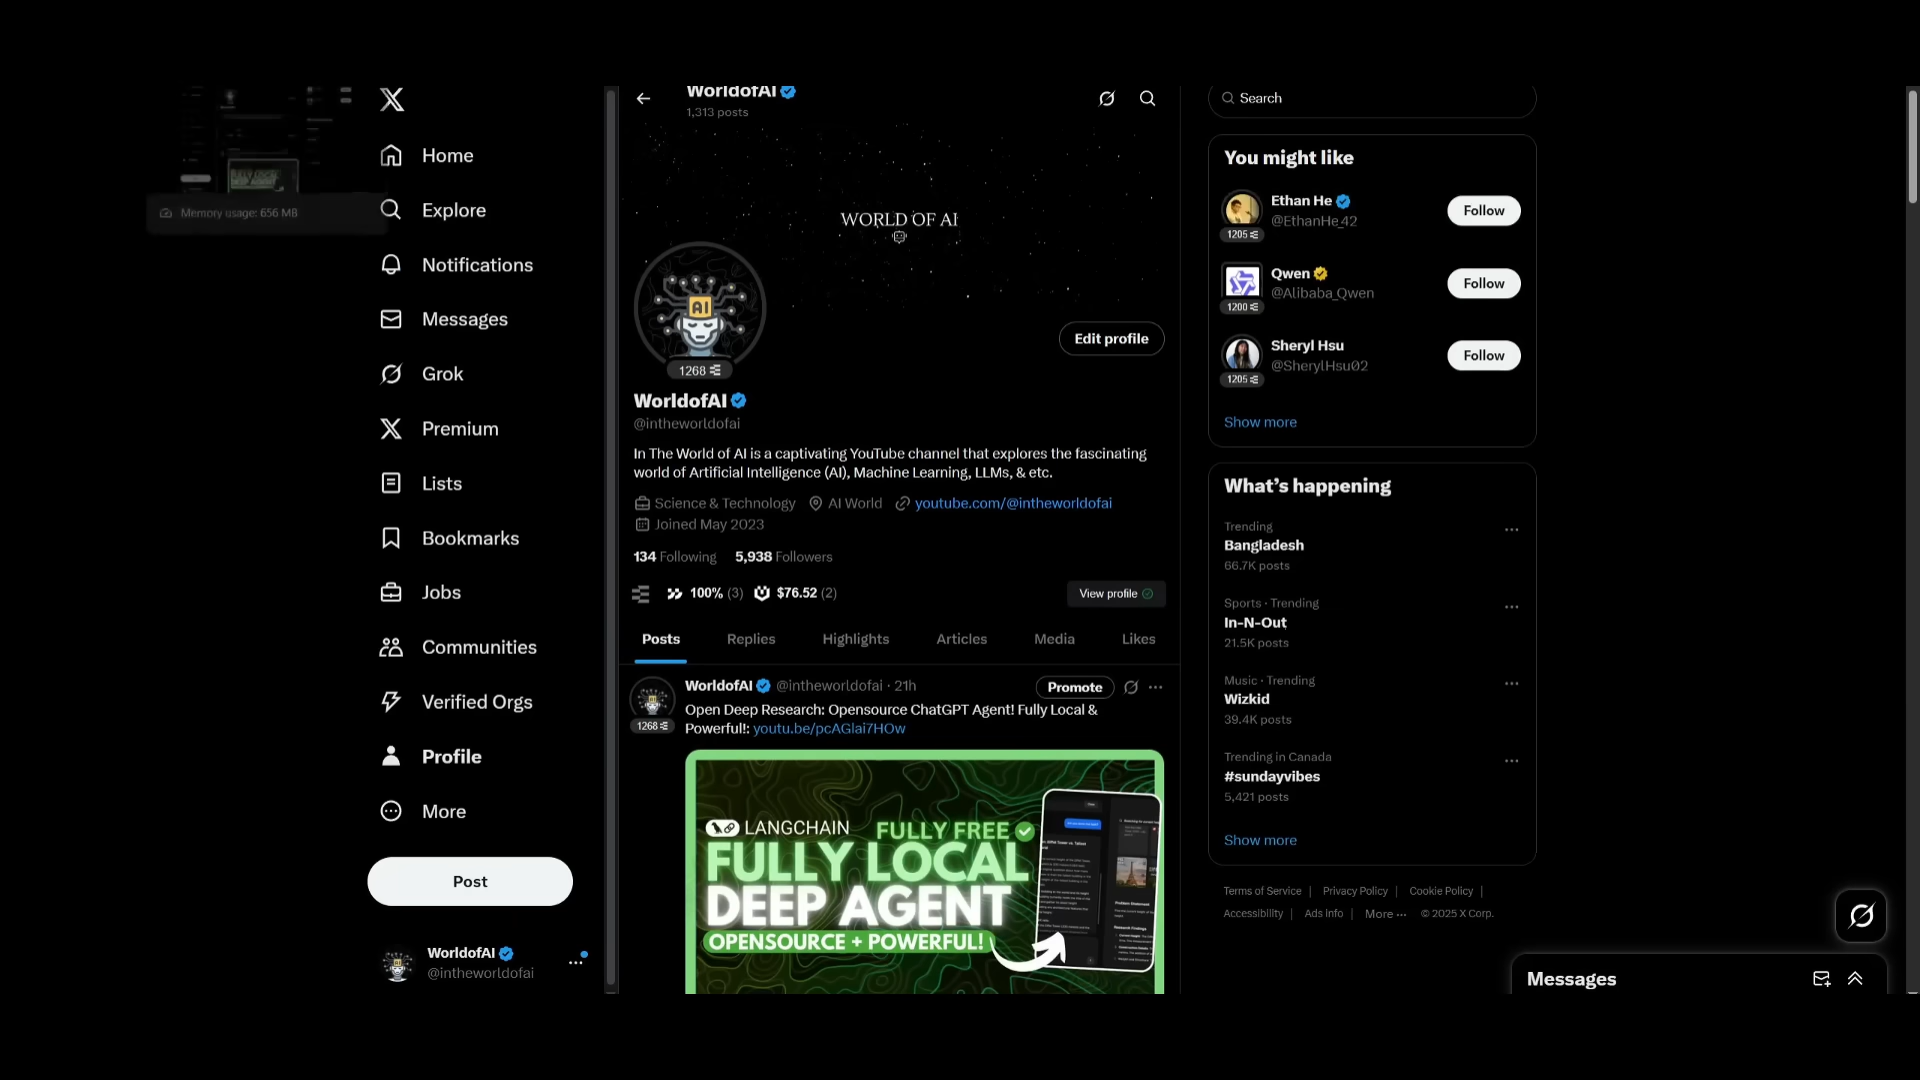 Memory usage: 656 MB
Home
Explore
Notifications
Messages
Grok
Premium
Lists
Bookmarks
Jobs
Communities
Verified Orgs
Profile
More
Post
WorldofAI
@intheworldofai
WorldofAI
1,313 posts
WORLD OF AI
AI
1268
Edit profile
WorldofAI
@intheworldofai
In The World of AI is a captivating YouTube channel that explores the fascinating
world of Artificial Intelligence (AI), Machine Learning, LLMs, & etc.
Science & Technology AI World youtube.com/@intheworldofai
Joined May 2023
134 Following 5,938 Followers
100% (3) $76.52 (2) View profile
Posts Replies Highlights Articles Media Likes
WorldofAI @intheworldofai · 21h Promote
1268
Open Deep Research: Opensource ChatGPT Agent! Fully Local &
Powerful!: youtu.be/pcAGlai7HOw
LANGCHAIN FULLY FREE
FULLY LOCAL
DEEP AGENT
OPENSOURCE + POWERFUL!
Search
You might like
Ethan He
@EthanHe_42
1205
Follow
Qwen
@Alibaba_Qwen
1200
Follow
Sheryl Hsu
@SherylHsu02
1205
Follow
Show more
What's happening
Trending
Bangladesh
66.7K posts
Sports · Trending
In-N-Out
21.5K posts
Music · Trending
Wizkid
39.4K posts
Trending in Canada
#sundayvibes
5,421 posts
Show more
Terms of Service | Privacy Policy | Cookie Policy |
Accessibility | Ads info | More ··· © 2025 X Corp.
Messages